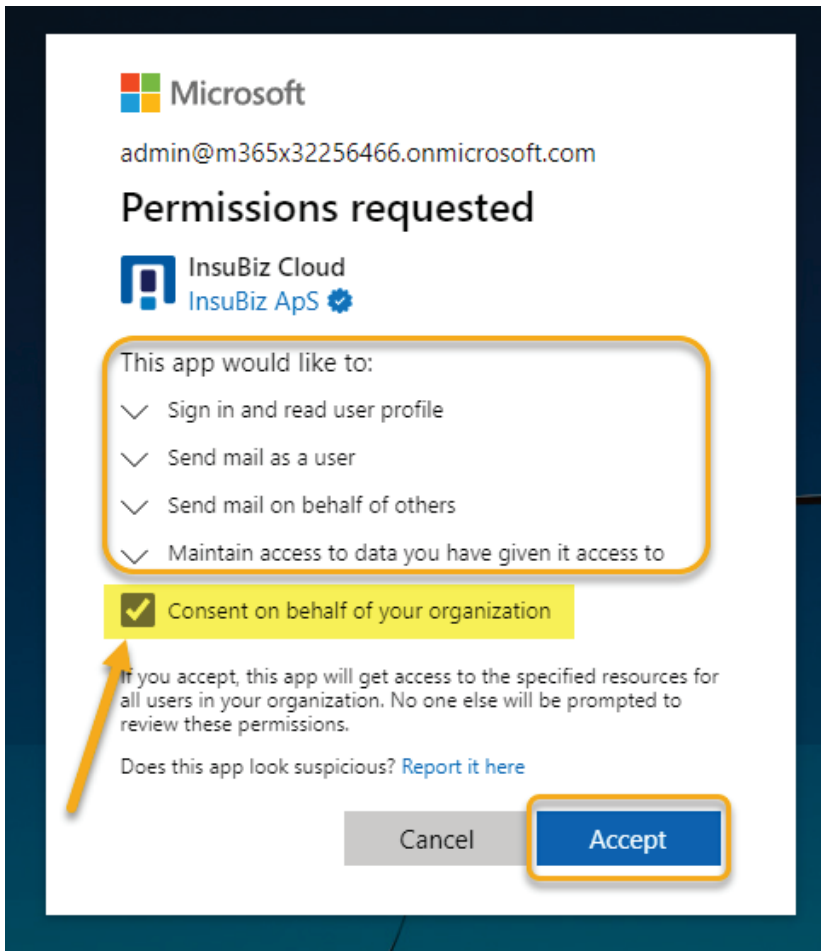 Microsoft
admin@m365x32256466.onmicrosoft.com
Permissions requested
InsuBiz Cloud
InsuBiz ApS
This app would like to:
Sign in and read user profile
Send mail as a user
Send mail on behalf of others
Maintain access to data you have given it access to
Consent on behalf of your organization
If you accept, this app will get access to the specified resources for
all users in your organization. No one else will be prompted to
review these permissions.
Does this app look suspicious? Report it here
Cancel
Accept